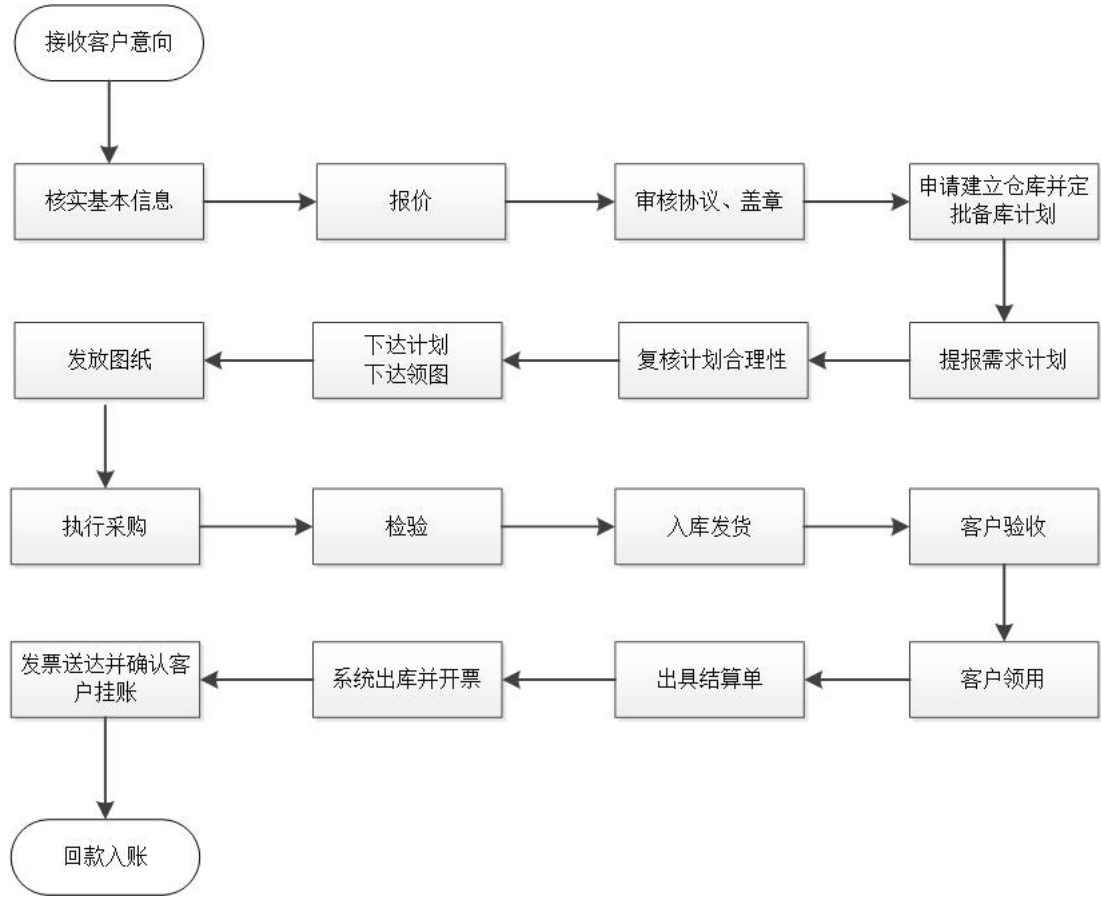 接收客户意向
核实基本信息
报价
审核协议、盖章
申请建立仓库并定
批备库计划
发放图纸
下达计划
下达领图
复核计划合理性
提报需求计划
执行采购
检验
入库发货
客户验收
发票送达并确认客
户挂账
系统出库并开票
出具结算单
客户领用
回款入账